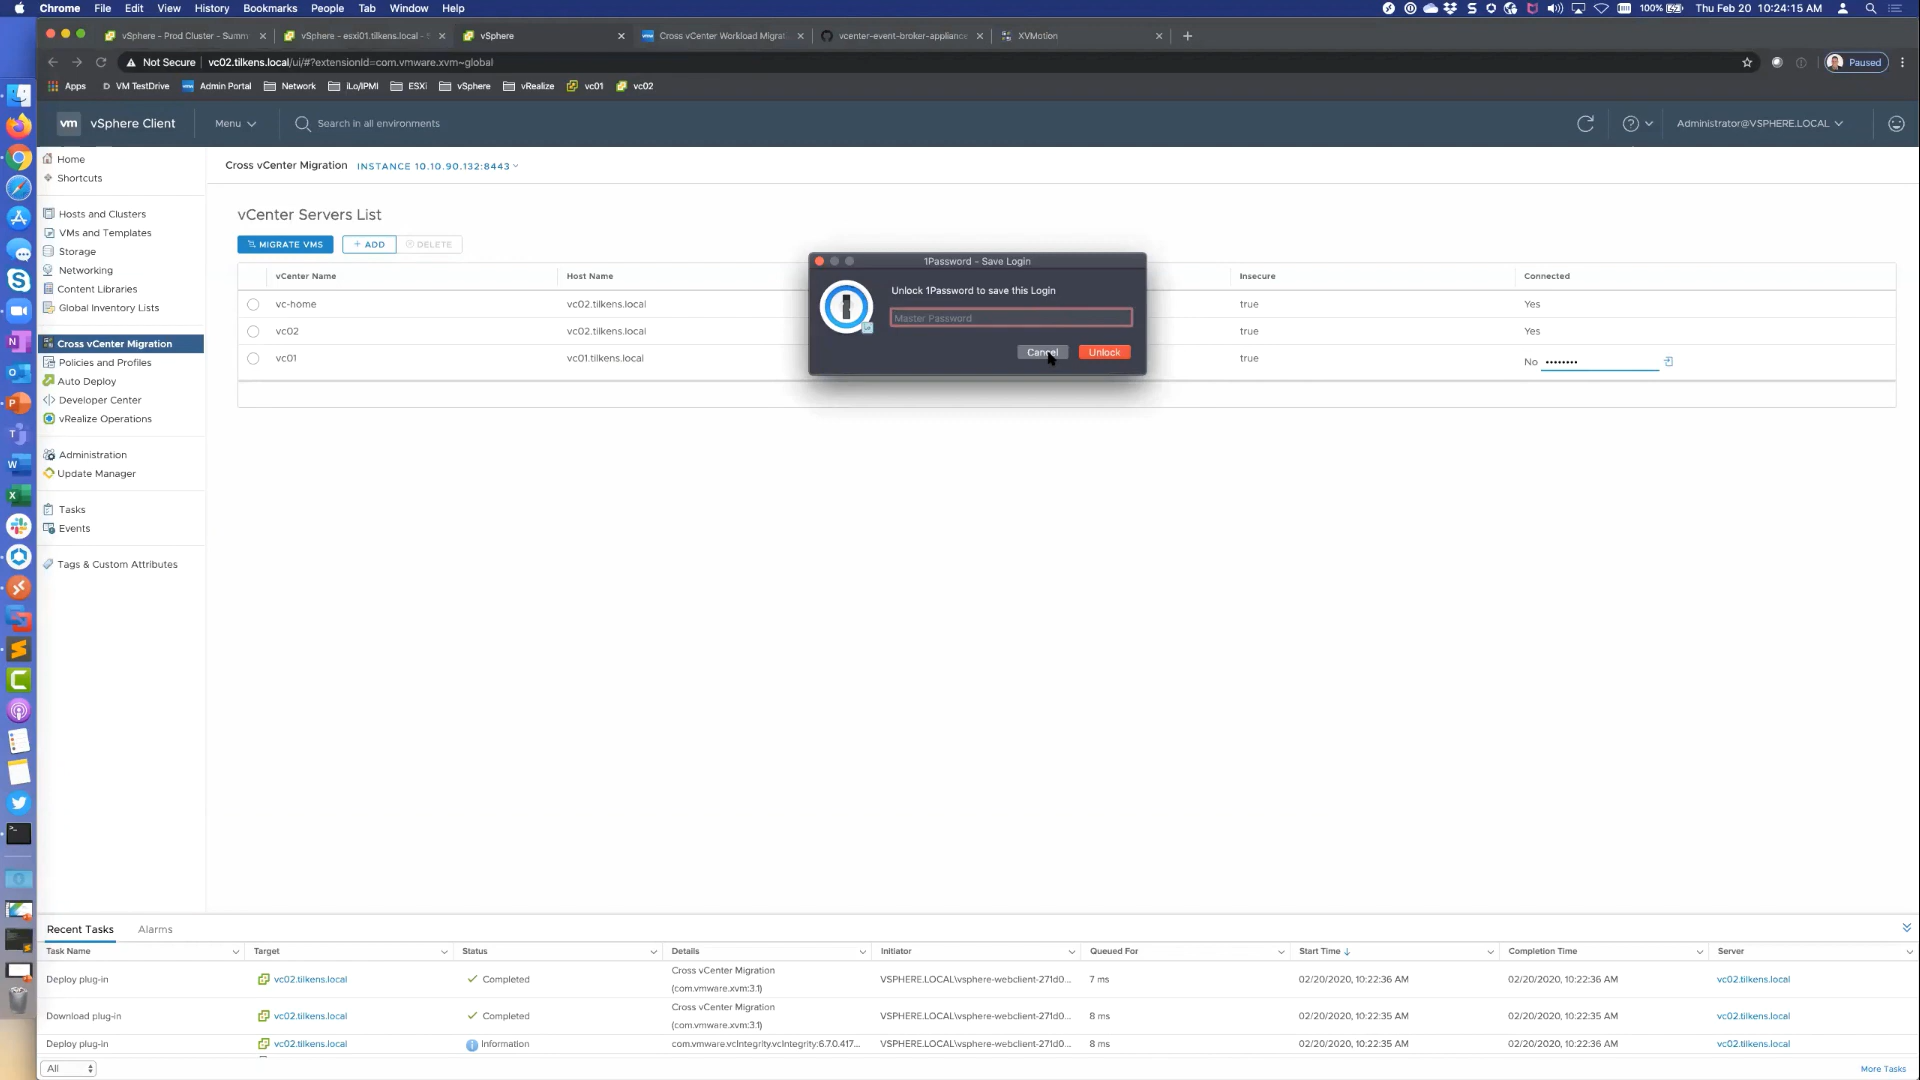 Chrome File Edit View History Bookmarks People Tab Window Help 100% Thu Feb 20 10:24:15 AM
vSphere - Prod Cluster - Summ vSphere - esxi01.tilkens.local - vSphere Cross vCenter Workload Migrat vcenter-event-broker-appliance XVMotion
Not Secure vc02.tilkens.local/ui/#?extensionId=com.vmware.xvm~global Paused
Apps VM TestDrive Admin Portal Network iLo/IPMI ESXi vSphere vRealize vc01 vc02
vm vSphere Client Menu Search in all environments Administrator@VSPHERE.LOCAL
Home
Shortcuts
Hosts and Clusters
VMs and Templates
Storage
Networking
Content Libraries
Global Inventory Lists
Cross vCenter Migration
Policies and Profiles
Auto Deploy
Developer Center
vRealize Operations
Administration
Update Manager
Tasks
Events
Tags & Custom Attributes
Cross vCenter Migration INSTANCE 10.10.90.132:8443
vCenter Servers List
MIGRATE VMS + ADD DELETE
vCenter Name Host Name Insecure Connected
vc-home vc02.tilkens.local true Yes
vc02 vc02.tilkens.local true Yes
vc01 vc01.tilkens.local true No ••••••••
1Password - Save Login
Unlock 1Password to save this Login
Master Password
Cancel Unlock
Recent Tasks Alarms
Task Name Target Status Details Initiator Queued For Start Time Completion Time Server
Deploy plug-in vc02.tilkens.local Completed Cross vCenter Migration (com.vmware.xvm:3.1) VSPHERE.LOCAL\vsphere-webclient-271d0... 7 ms 02/20/2020, 10:22:36 AM 02/20/2020, 10:22:36 AM vc02.tilkens.local
Download plug-in vc02.tilkens.local Completed Cross vCenter Migration (com.vmware.xvm:3.1) VSPHERE.LOCAL\vsphere-webclient-271d0... 8 ms 02/20/2020, 10:22:35 AM 02/20/2020, 10:22:36 AM vc02.tilkens.local
Deploy plug-in vc02.tilkens.local Information com.vmware.vcIntegrity.vcIntegrity:6.7.0.417... VSPHERE.LOCAL\vsphere-webclient-271d0... 8 ms 02/20/2020, 10:22:35 AM 02/20/2020, 10:22:35 AM vc02.tilkens.local
All More Tasks